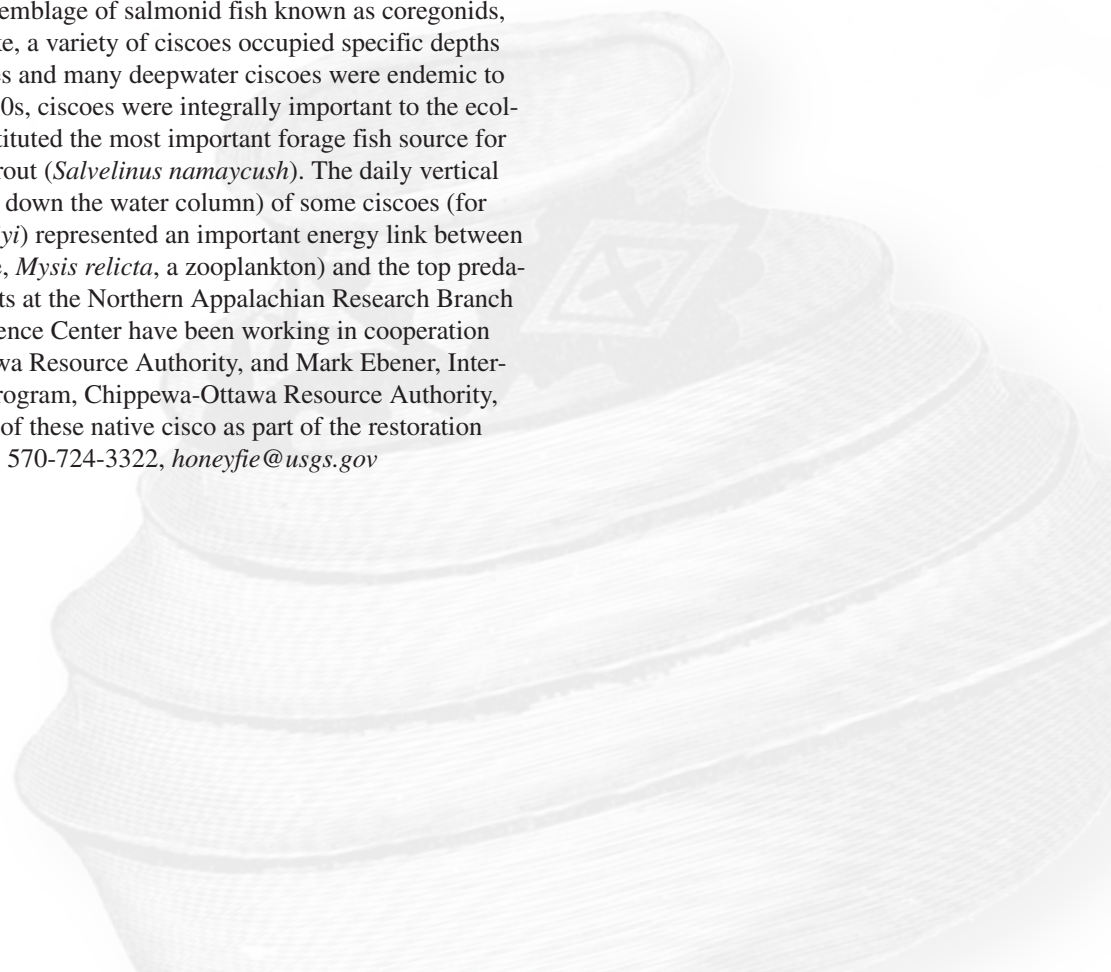 emblage of salmonid fish known as coregonids,
e, a variety of ciscoes occupied specific depths
s and many deepwater ciscoes were endemic to
0s, ciscoes were integrally important to the ecol-
tituted the most important forage fish source for
rout (Salvelinus namaycush). The daily vertical
down the water column) of some ciscoes (for
yi) represented an important energy link between
e, Mysis relicta, a zooplankton) and the top preda-
ts at the Northern Appalachian Research Branch
ence Center have been working in cooperation
wa Resource Authority, and Mark Ebener, Inter-
rogram, Chippewa-Ottawa Resource Authority,
of these native cisco as part of the restoration
570-724-3322, honeyfie@usgs.gov